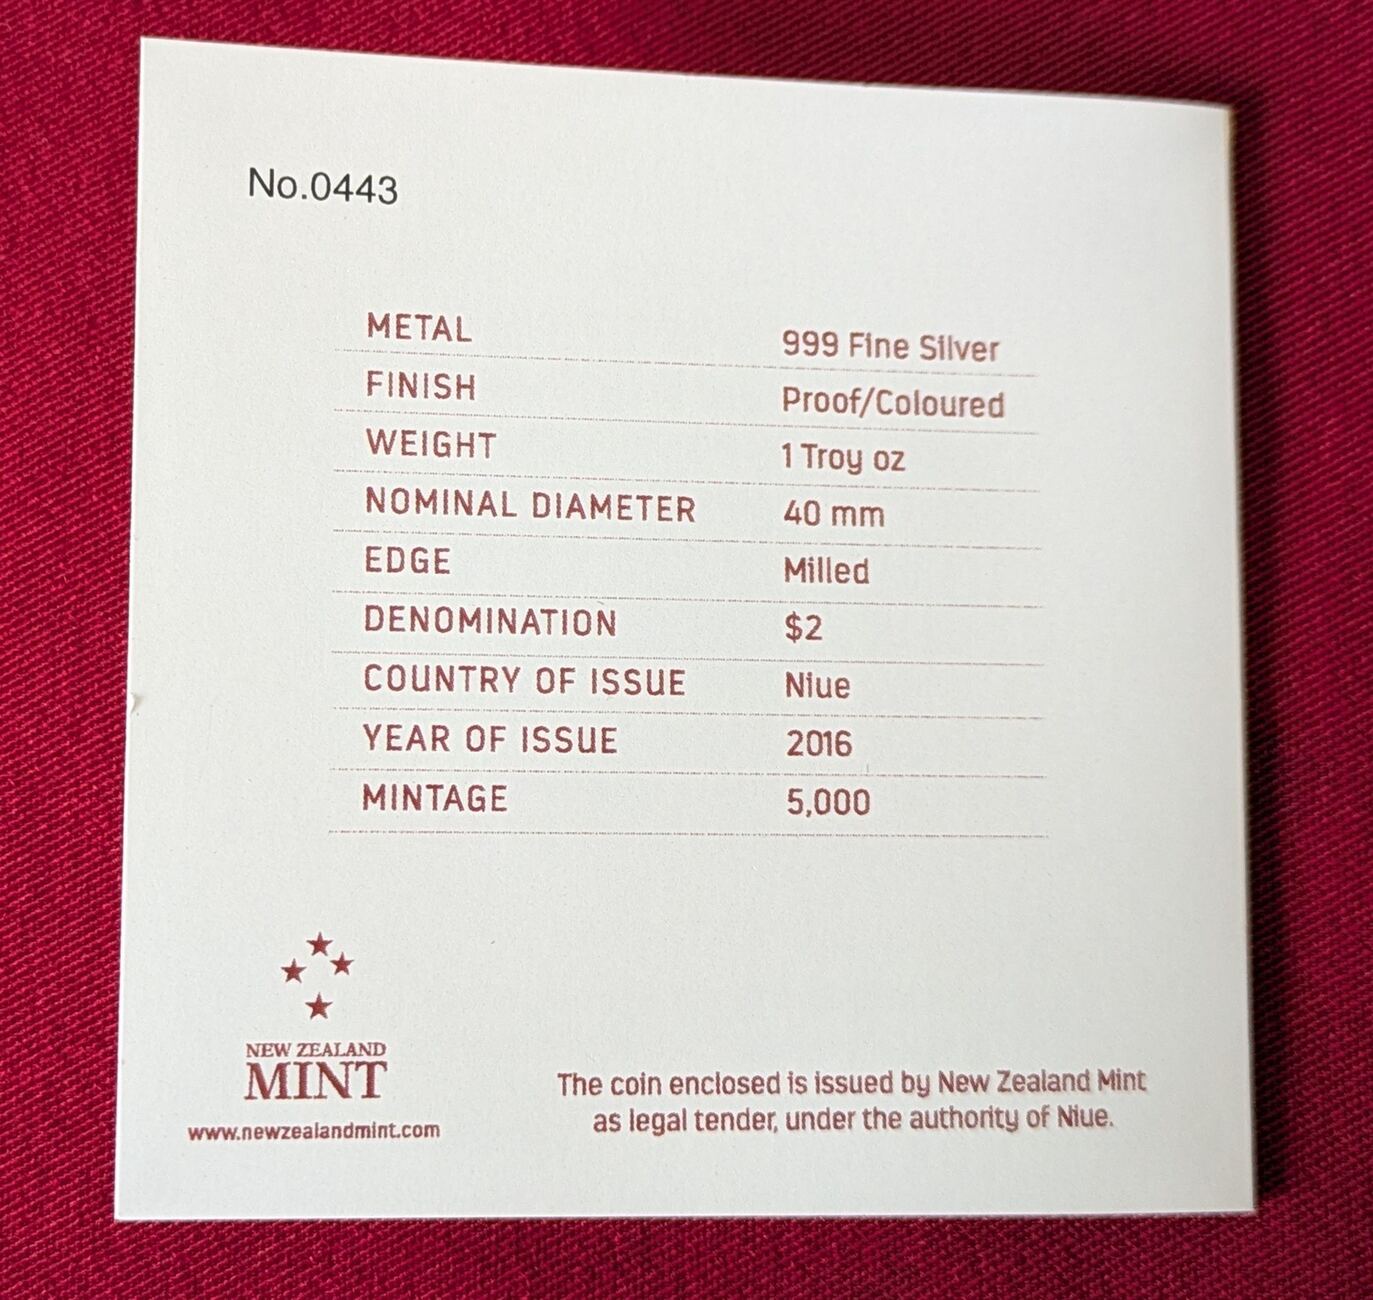 No.0443
METAL 999 Fine Silver
FINISH Proof/Coloured
WEIGHT 1 Troy oz
NOMINAL DIAMETER 40 mm
EDGE Milled
DENOMINATION $2
COUNTRY OF ISSUE Niue
YEAR OF ISSUE 2016
MINTAGE 5,000
NEW ZEALAND
MINT
www.newzealandmint.com
The coin enclosed is issued by New Zealand Mint
as legal tender, under the authority of Niue.